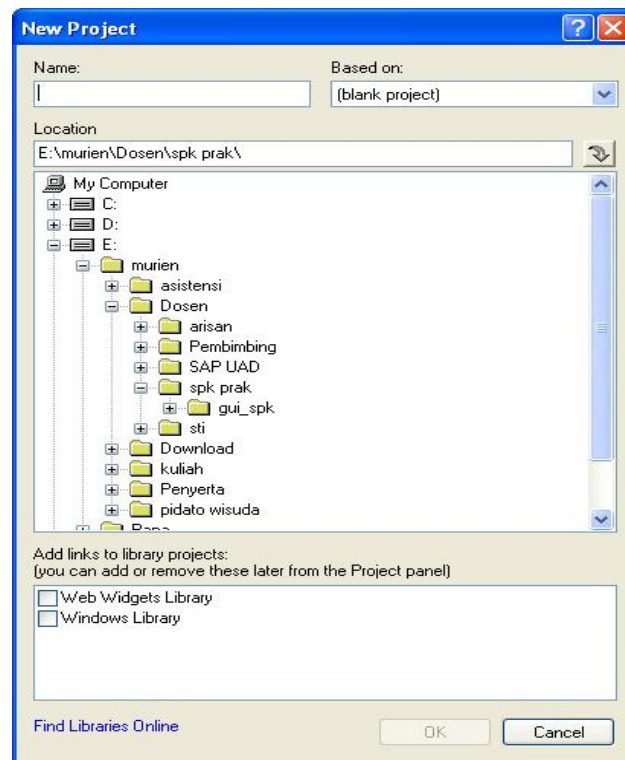 New Project
Name:
Based on:
(blank project)
Location
E:\murien\Dosen\spk prak\
My Computer
C:
D:
E:
murien
asistensi
Dosen
arisan
Pembimbing
SAP UAD
spk prak
gui_spk
sti
Download
kuliah
Penyerta
pidato wisuda
Add links to library projects:
(you can add or remove these later from the Project panel)
Web Widgets Library
Windows Library
Find Libraries Online
OK
Cancel